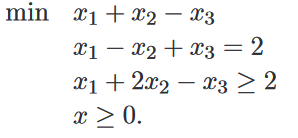 min x₁ + x₂ − x₃
x₁ − x₂ + x₃ = 2
x₁ + 2x₂ − x₃ ≥ 2
x ≥ 0.